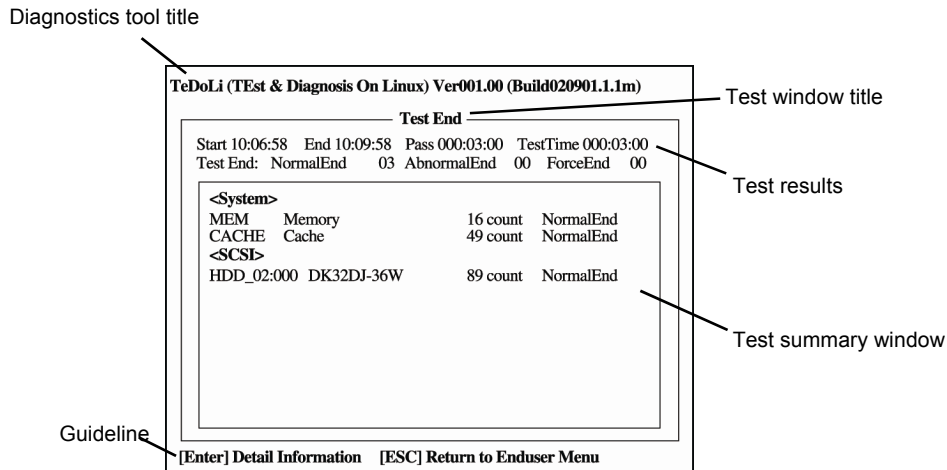 Diagnostics tool title
TeDoLi (TEst & Diagnosis On Linux) Ver001.00 (Build020901.1.1m)
Test window title
Test End
Start 10:06:58 End 10:09:58 Pass 000:03:00 TestTime 000:03:00
Test End: NormalEnd 03 AbnormalEnd 00 ForceEnd 00
Test results
<System>
MEM Memory 16 count NormalEnd
CACHE Cache 49 count NormalEnd
<SCSI>
HDD_02:000 DK32DJ-36W 89 count NormalEnd
Test summary window
Guideline
[Enter] Detail Information [ESC] Return to Enduser Menu